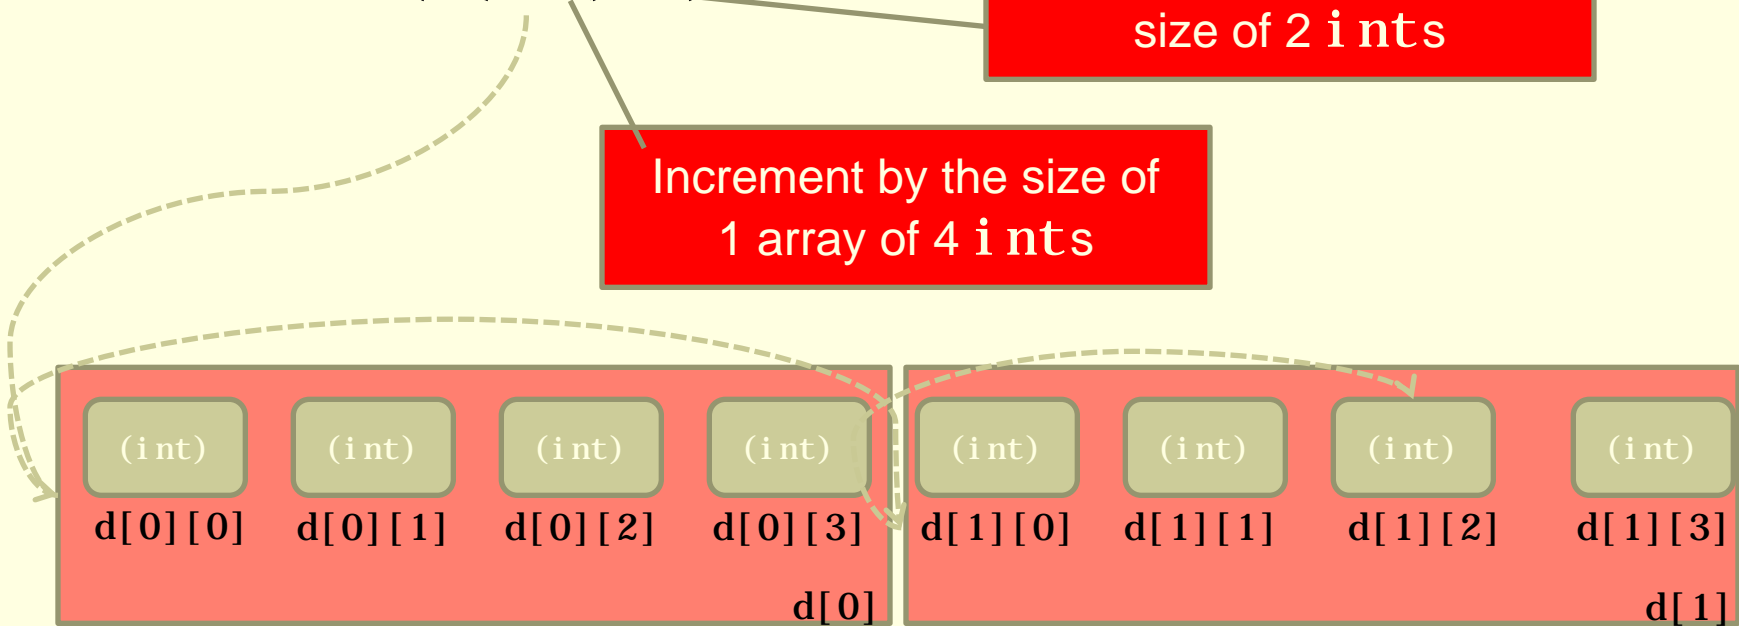 size of 2 ints
Increment by the size of
1 array of 4 ints
(int) (int) (int) (int) (int) (int) (int) (int)
d[0][0] d[0][1] d[0][2] d[0][3] d[1][0] d[1][1] d[1][2] d[1][3]
d[0] d[1]